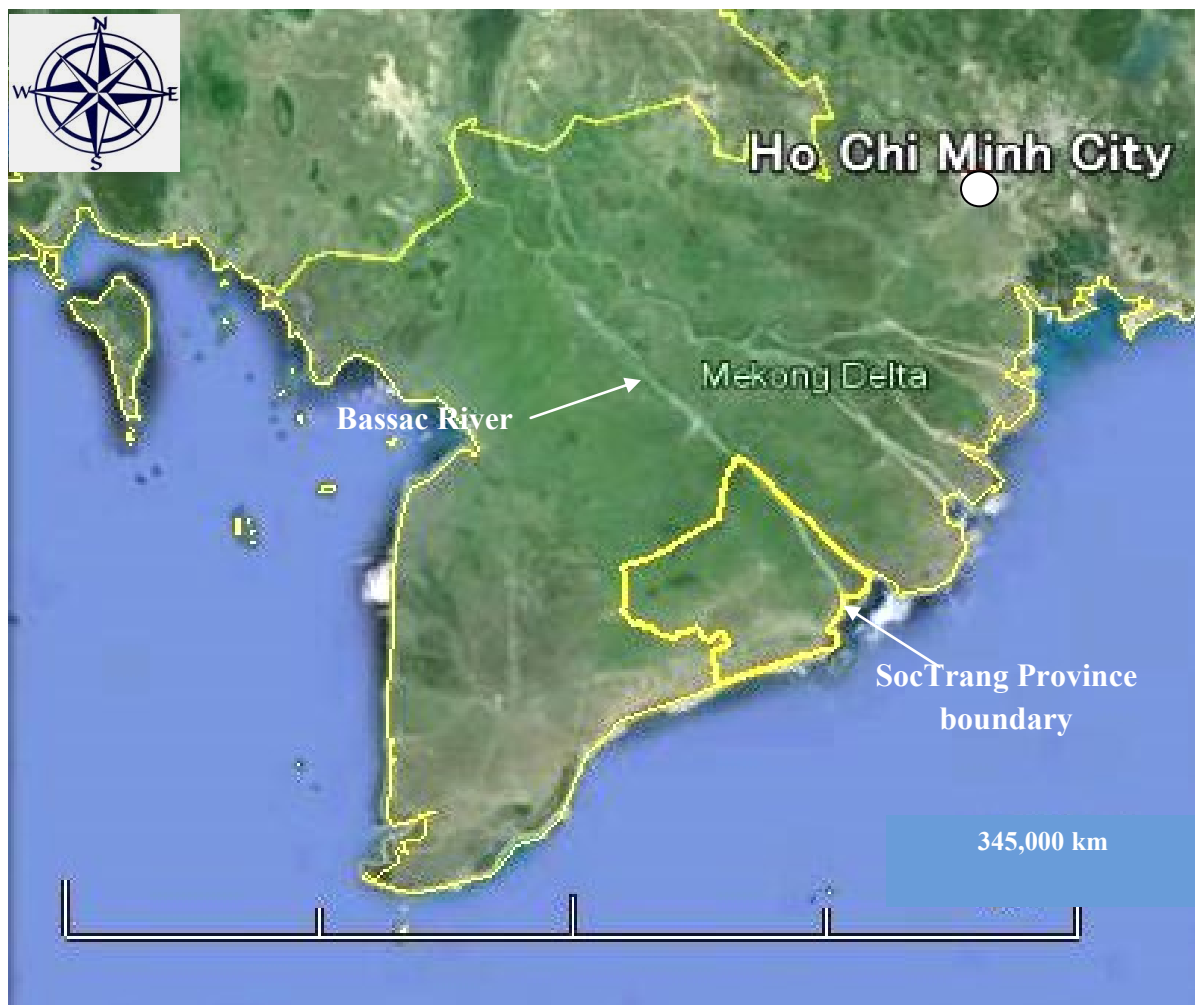 N
W E
S
Ho Chi Minh City
Mekong Delta
Bassac River
SocTrang Province
boundary
345,000 km